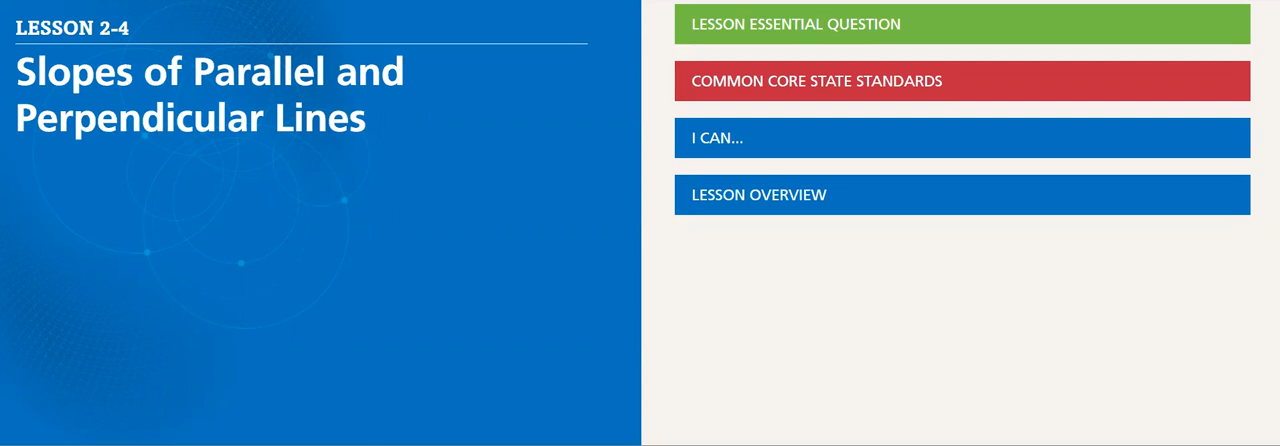 LESSON 2-4
Slopes of Parallel and
Perpendicular Lines
LESSON ESSENTIAL QUESTION
COMMON CORE STATE STANDARDS
I CAN...
LESSON OVERVIEW